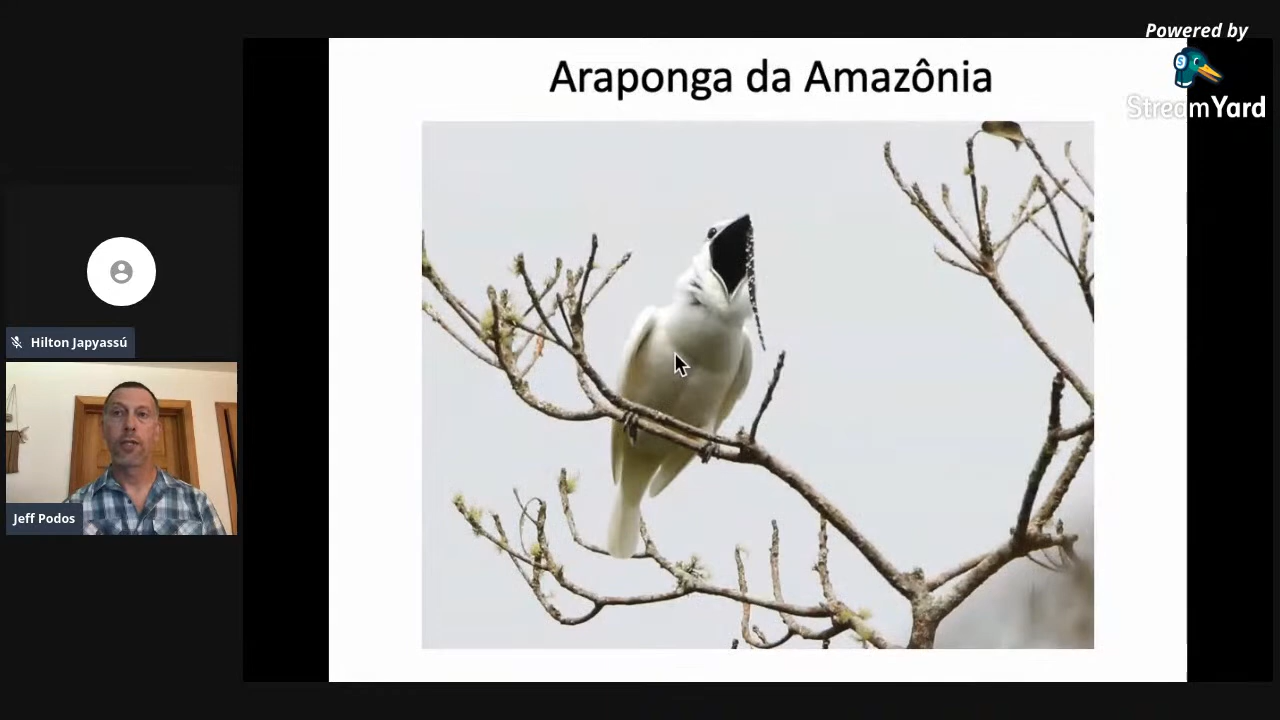 Powered by
StreamYard
Araponga da Amazônia
Hilton Japyassú
Jeff Podos